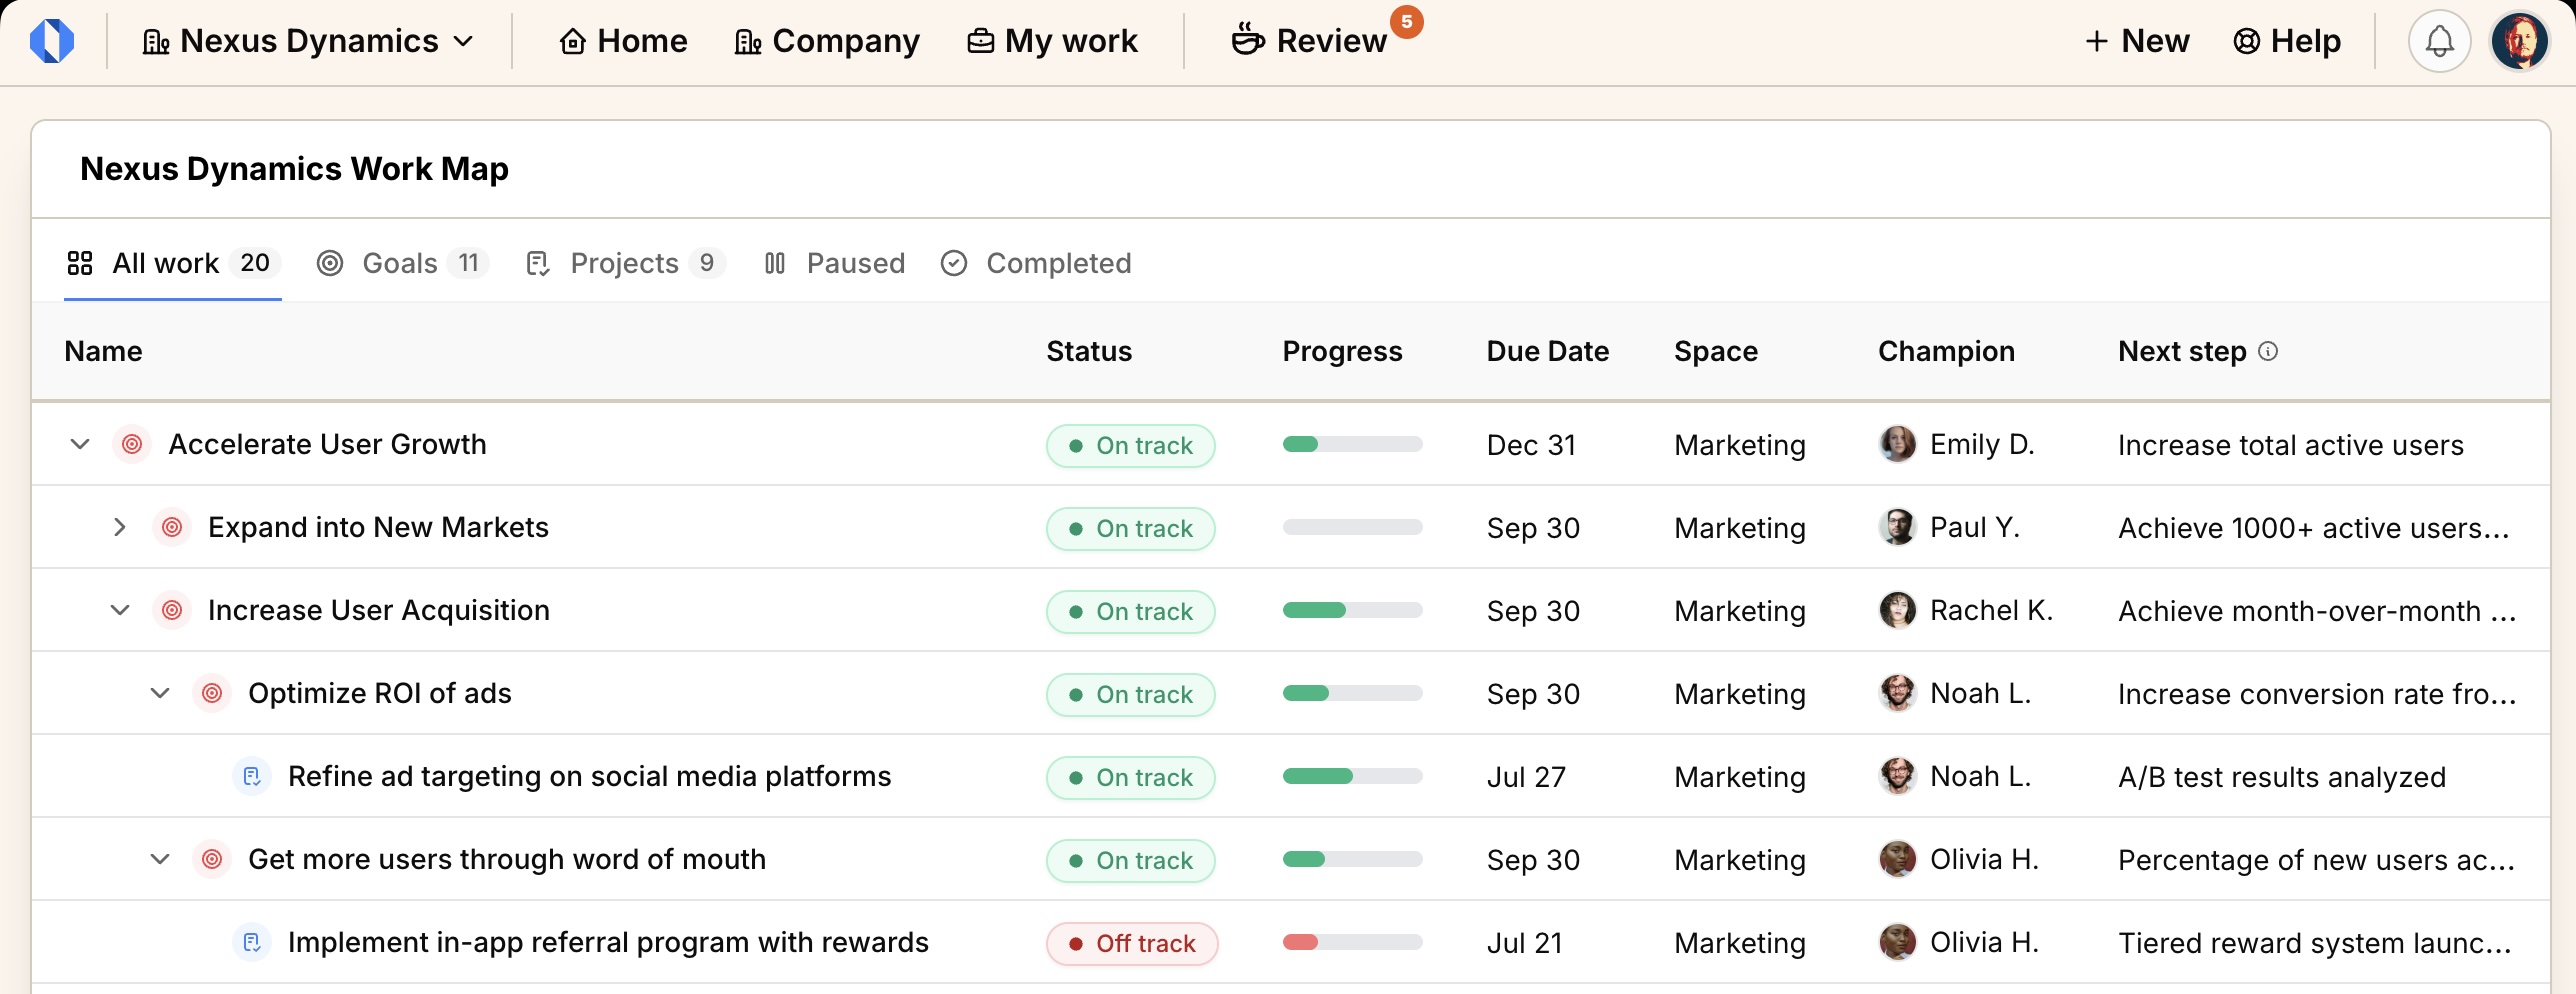 Nexus Dynamics Home Company My work Review 5 New Help
Nexus Dynamics Work Map
All work 20 Goals 11 Projects 9 Paused Completed
Name Status Progress Due Date Space Champion Next step
Accelerate User Growth On track Dec 31 Marketing Emily D. Increase total active users
Expand into New Markets On track Sep 30 Marketing Paul Y. Achieve 1000+ active users...
Increase User Acquisition On track Sep 30 Marketing Rachel K. Achieve month-over-month ...
Optimize ROI of ads On track Sep 30 Marketing Noah L. Increase conversion rate fro...
Refine ad targeting on social media platforms On track Jul 27 Marketing Noah L. A/B test results analyzed
Get more users through word of mouth On track Sep 30 Marketing Olivia H. Percentage of new users ac...
Implement in-app referral program with rewards Off track Jul 21 Marketing Olivia H. Tiered reward system launc...